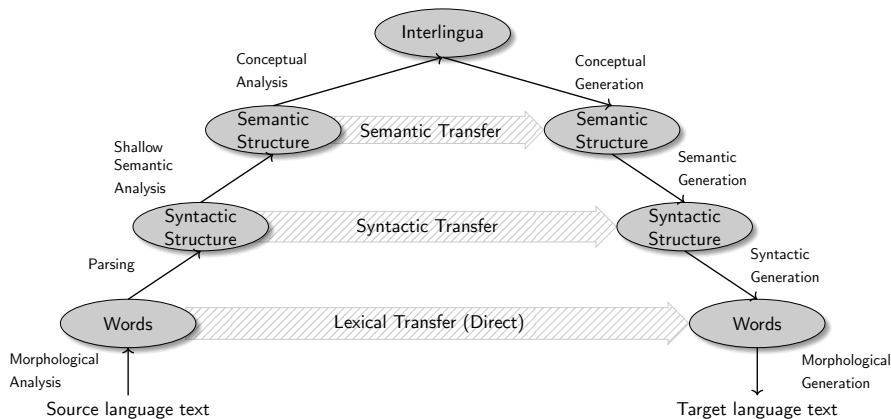 Interlingua
Conceptual
Analysis
Conceptual
Generation
Semantic
Structure
Semantic Transfer
Semantic
Structure
Shallow
Semantic
Analysis
Semantic
Generation
Syntactic
Structure
Syntactic Transfer
Syntactic
Structure
Parsing
Syntactic
Generation
Words
Lexical Transfer (Direct)
Words
Morphological
Analysis
Morphological
Generation
Source language text
Target language text